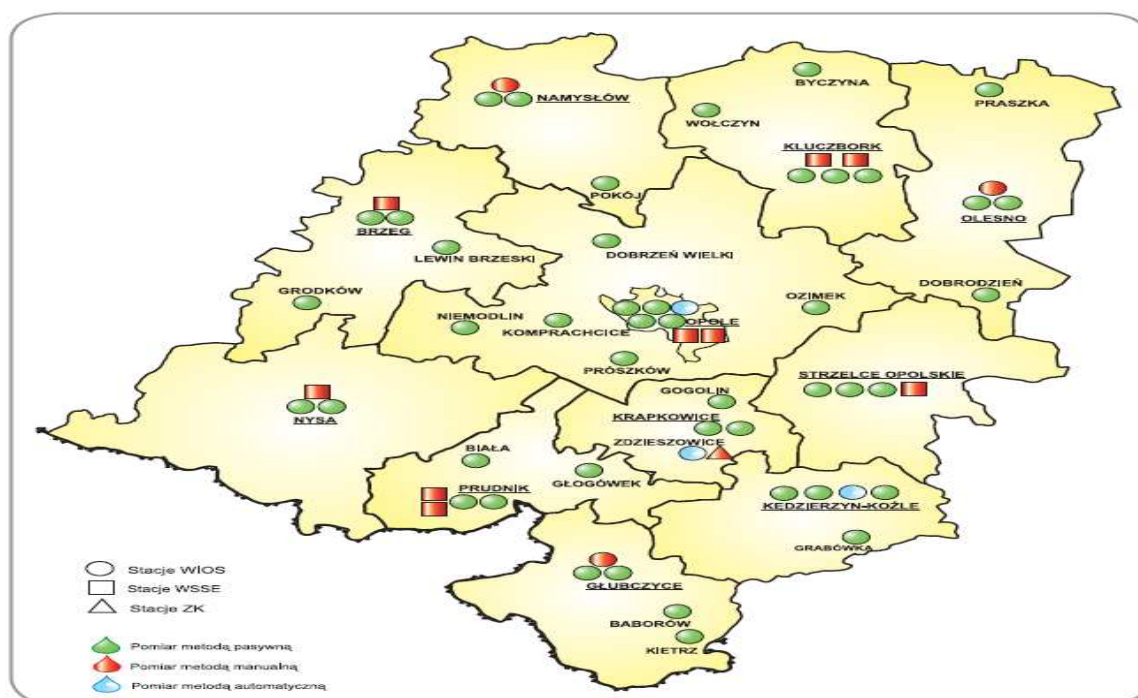 BYCZYNA
PRASZKA
NAMYSŁÓW
WOŁCZYN
KLUCZBORK
POKÓJ
OLESNO
BRZEG
LEWIN BRZESKI
DOBRZEŃ WIELKI
GRODKÓW
DOBRODZIEŃ
OZIMEK
NIEMODLIN
KOMPRACHCICE
OPOLE
PRÓSZKÓW
STRZELCE OPOLSKIE
GOGOLIN
NYSA
KRAPKOWICE
ZDZIESZOWICE
BIAŁA
GŁOGÓWEK
PRUDNIK
KĘDZIERZYN-KOŹLE
GRABÓWKA
GŁUBCZYCE
BABORÓW
KIETRZ
Stacje WIOS
Stacje WSSE
Stacje ZK
Pomiar metodą pasywną
Pomiar metodą manualną
Pomiar metodą automatyczną